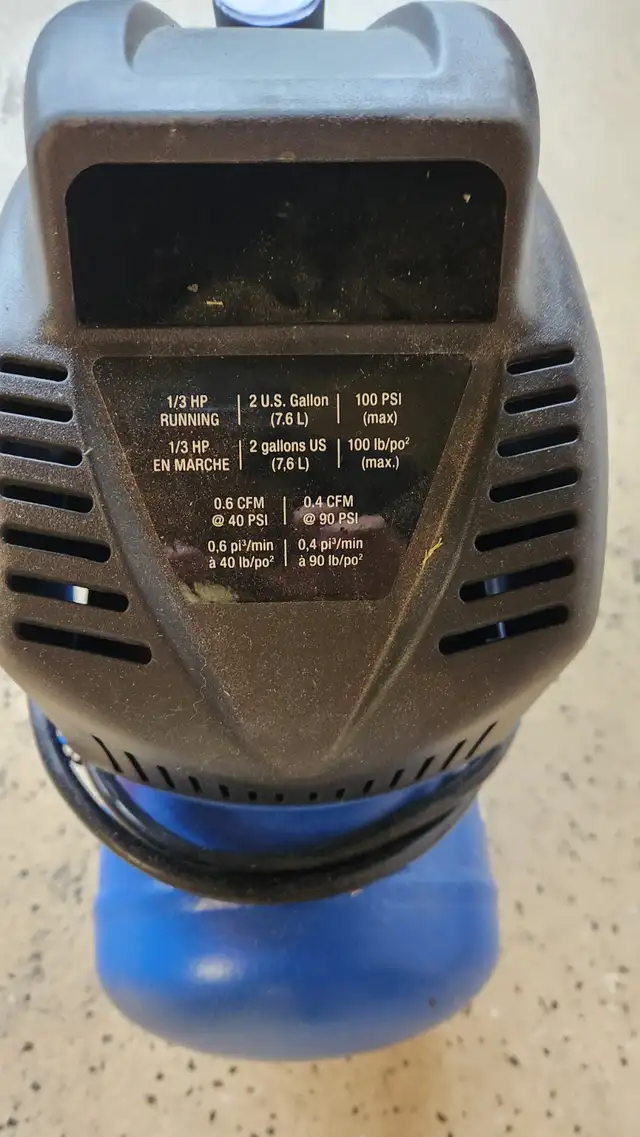 1/3 HP 2 U.S. Gallon 100 PSI
RUNNING (7.6 L) (max)
1/3 HP 2 gallons US 100 lb/po²
EN MARCHE (7,6 L) (max.)
0.6 CFM 0.4 CFM
@ 40 PSI @ 90 PSI
0.6 pi³/min 0,4 pi³/min
à 40 lb/po² à 90 lb/po²